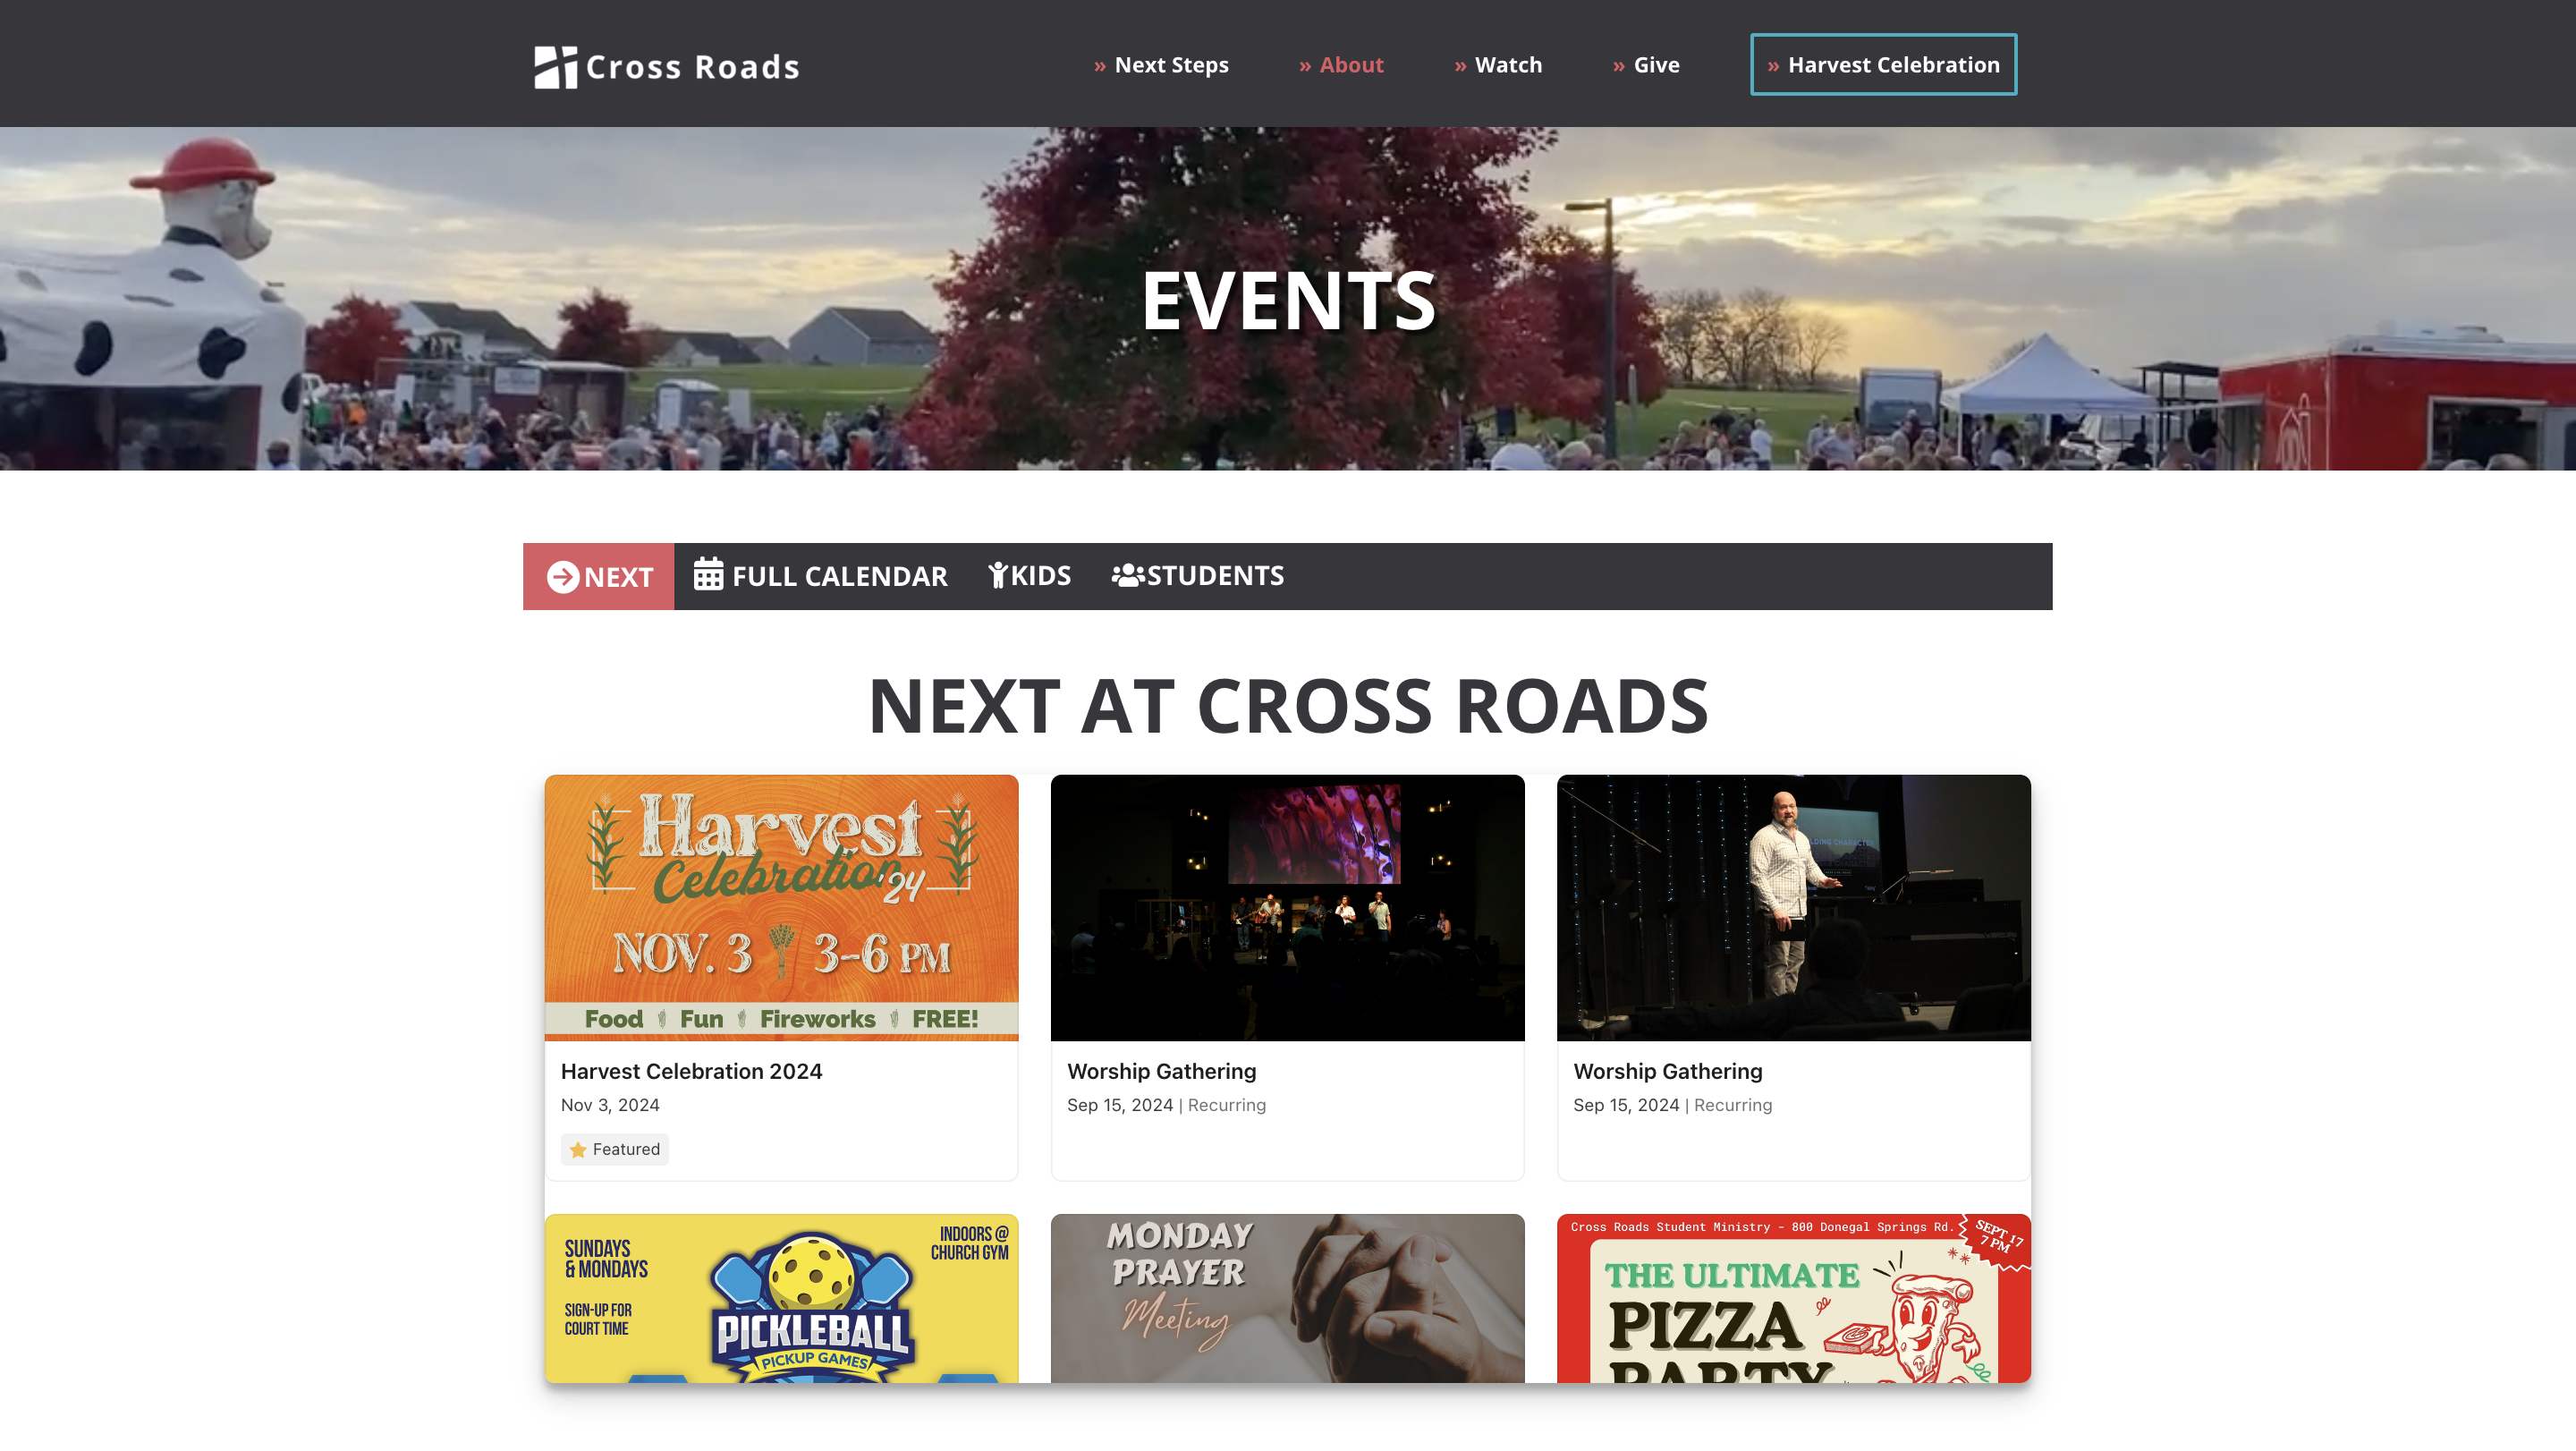 Cross Roads
» Next Steps
» About
» Watch
» Give
» Harvest Celebration
EVENTS
NEXT
FULL CALENDAR
KIDS
STUDENTS
NEXT AT CROSS ROADS
Harvest
Celebration '24
NOV. 3 3-6 PM
Food Fun Fireworks FREE!
Harvest Celebration 2024
Nov 3, 2024
Featured
Worship Gathering
Sep 15, 2024 | Recurring
Worship Gathering
Sep 15, 2024 | Recurring
SUNDAYS
& MONDAYS
SIGN-UP FOR
COURT TIME
INDOORS @
CHURCH GYM
PICKLEBALL
PICKUP GAMES
MONDAY
PRAYER
Meeting
Cross Roads Student Ministry - 800 Donegal Springs Rd.
SEPT 17
7 PM
THE ULTIMATE
PIZZA
PARTY